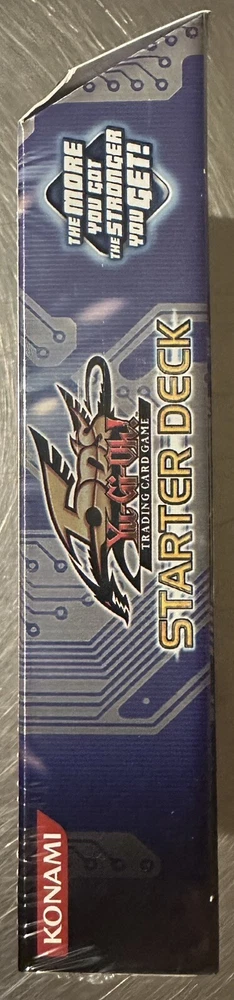 THE MORE
YOU GOT
THE STRONGER
YOU GET!
5D's
Yu-Gi-Oh!
TRADING CARD GAME
STARTER DECK
KONAMI